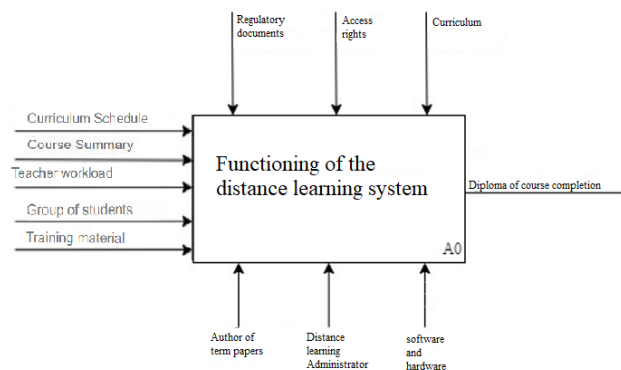 Regulatory
documents
Access
rights
Curriculum
Curriculum Schedule
Course Summary
Teacher workload
Group of students
Training material
Functioning of the
distance learning system
A0
Diploma of course completion
Author of
term papers
Distance
learning
Administrator
software
and
hardware